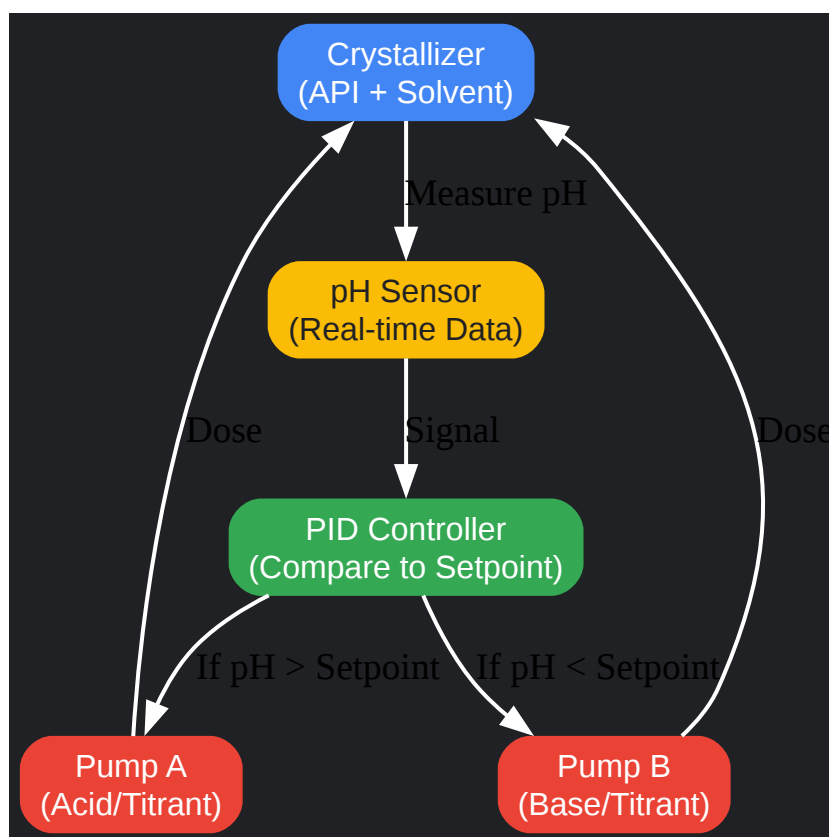 Crystallizer
(API + Solvent)
Measure pH
pH Sensor
(Real-time Data)
Dose
Signal
Dose
PID Controller
(Compare to Setpoint)
If pH > Setpoint
If pH < Setpoint
Pump A
(Acid/Titrant)
Pump B
(Base/Titrant)